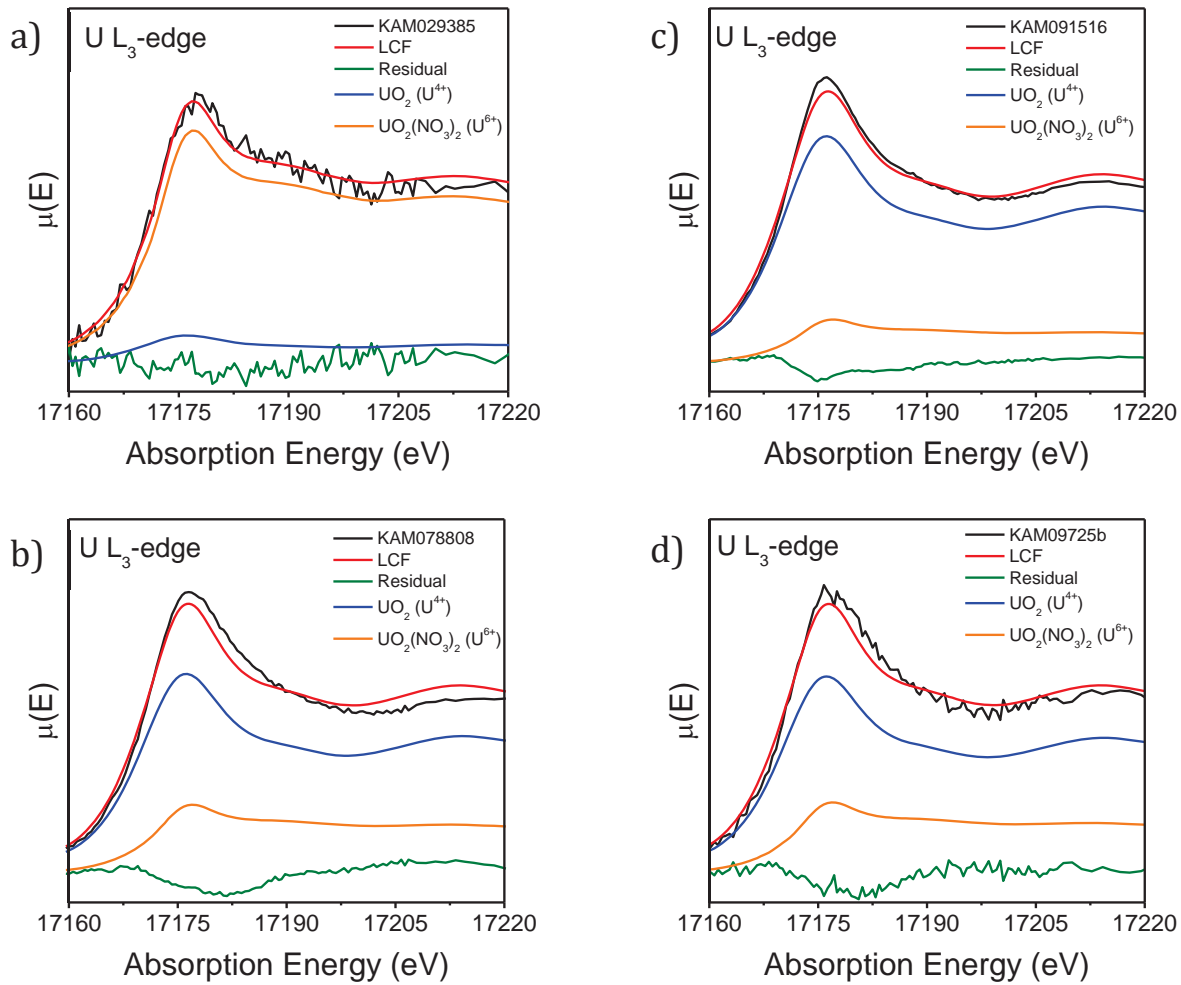 a)
U L₃-edge
KAM029385
LCF
Residual
UO₂ (U⁴⁺)
UO₂(NO₃)₂ (U⁶⁺)
μ(E)
17160 17175 17190 17205 17220
Absorption Energy (eV)
c)
U L₃-edge
KAM091516
LCF
Residual
UO₂ (U⁴⁺)
UO₂(NO₃)₂ (U⁶⁺)
μ(E)
17160 17175 17190 17205 17220
Absorption Energy (eV)
b)
U L₃-edge
KAM078808
LCF
Residual
UO₂ (U⁴⁺)
UO₂(NO₃)₂ (U⁶⁺)
μ(E)
17160 17175 17190 17205 17220
Absorption Energy (eV)
d)
U L₃-edge
KAM09725b
LCF
Residual
UO₂ (U⁴⁺)
UO₂(NO₃)₂ (U⁶⁺)
μ(E)
17160 17175 17190 17205 17220
Absorption Energy (eV)